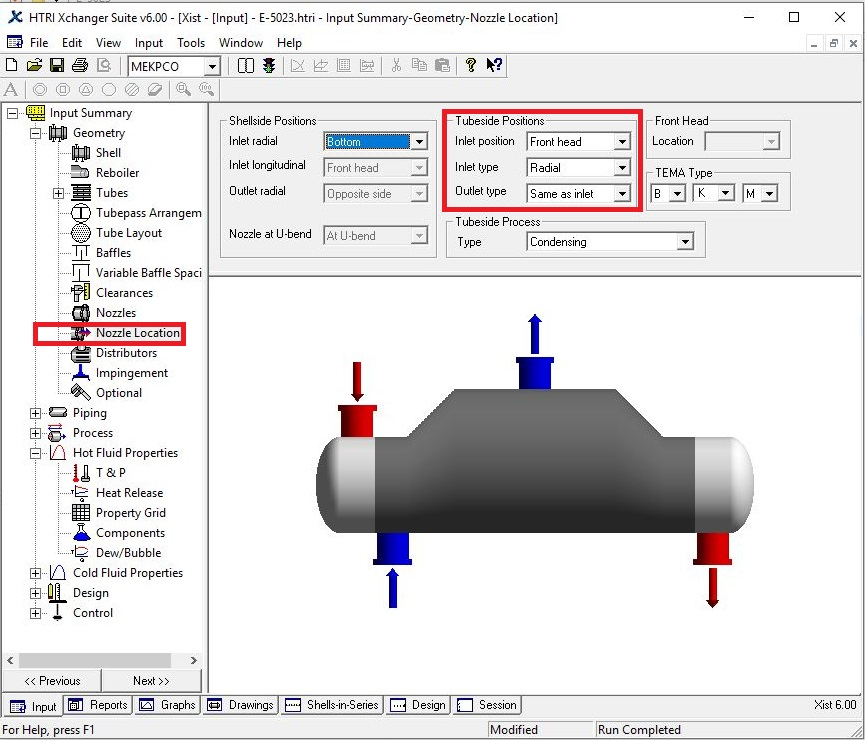 HTRI Xchanger Suite v6.00 - [Xist - [Input] - E-5023.htri - Input Summary-Geometry-Nozzle Location]
File Edit View Input Tools Window Help
MEKPCO
Input Summary
Geometry
Shell
Reboiler
Tubes
Tubepass Arrangem
Tube Layout
Baffles
Variable Baffle Spaci
Clearances
Nozzles
Nozzle Location
Distributors
Impingement
Optional
Piping
Process
Hot Fluid Properties
T & P
Heat Release
Property Grid
Components
Dew/Bubble
Cold Fluid Properties
Design
Control
<< Previous Next >>
Shellside Positions
Inlet radial Bottom
Inlet longitudinal Front head
Outlet radial Opposite side
Nozzle at U-bend At U-bend
Tubeside Positions
Inlet position Front head
Inlet type Radial
Outlet type Same as inlet
Tubeside Process
Type Condensing
Front Head
Location
TEMA Type
B K M
Input Reports Graphs Drawings Shells-in-Series Design Session Xist 6.00
For Help, press F1 Modified Run Completed